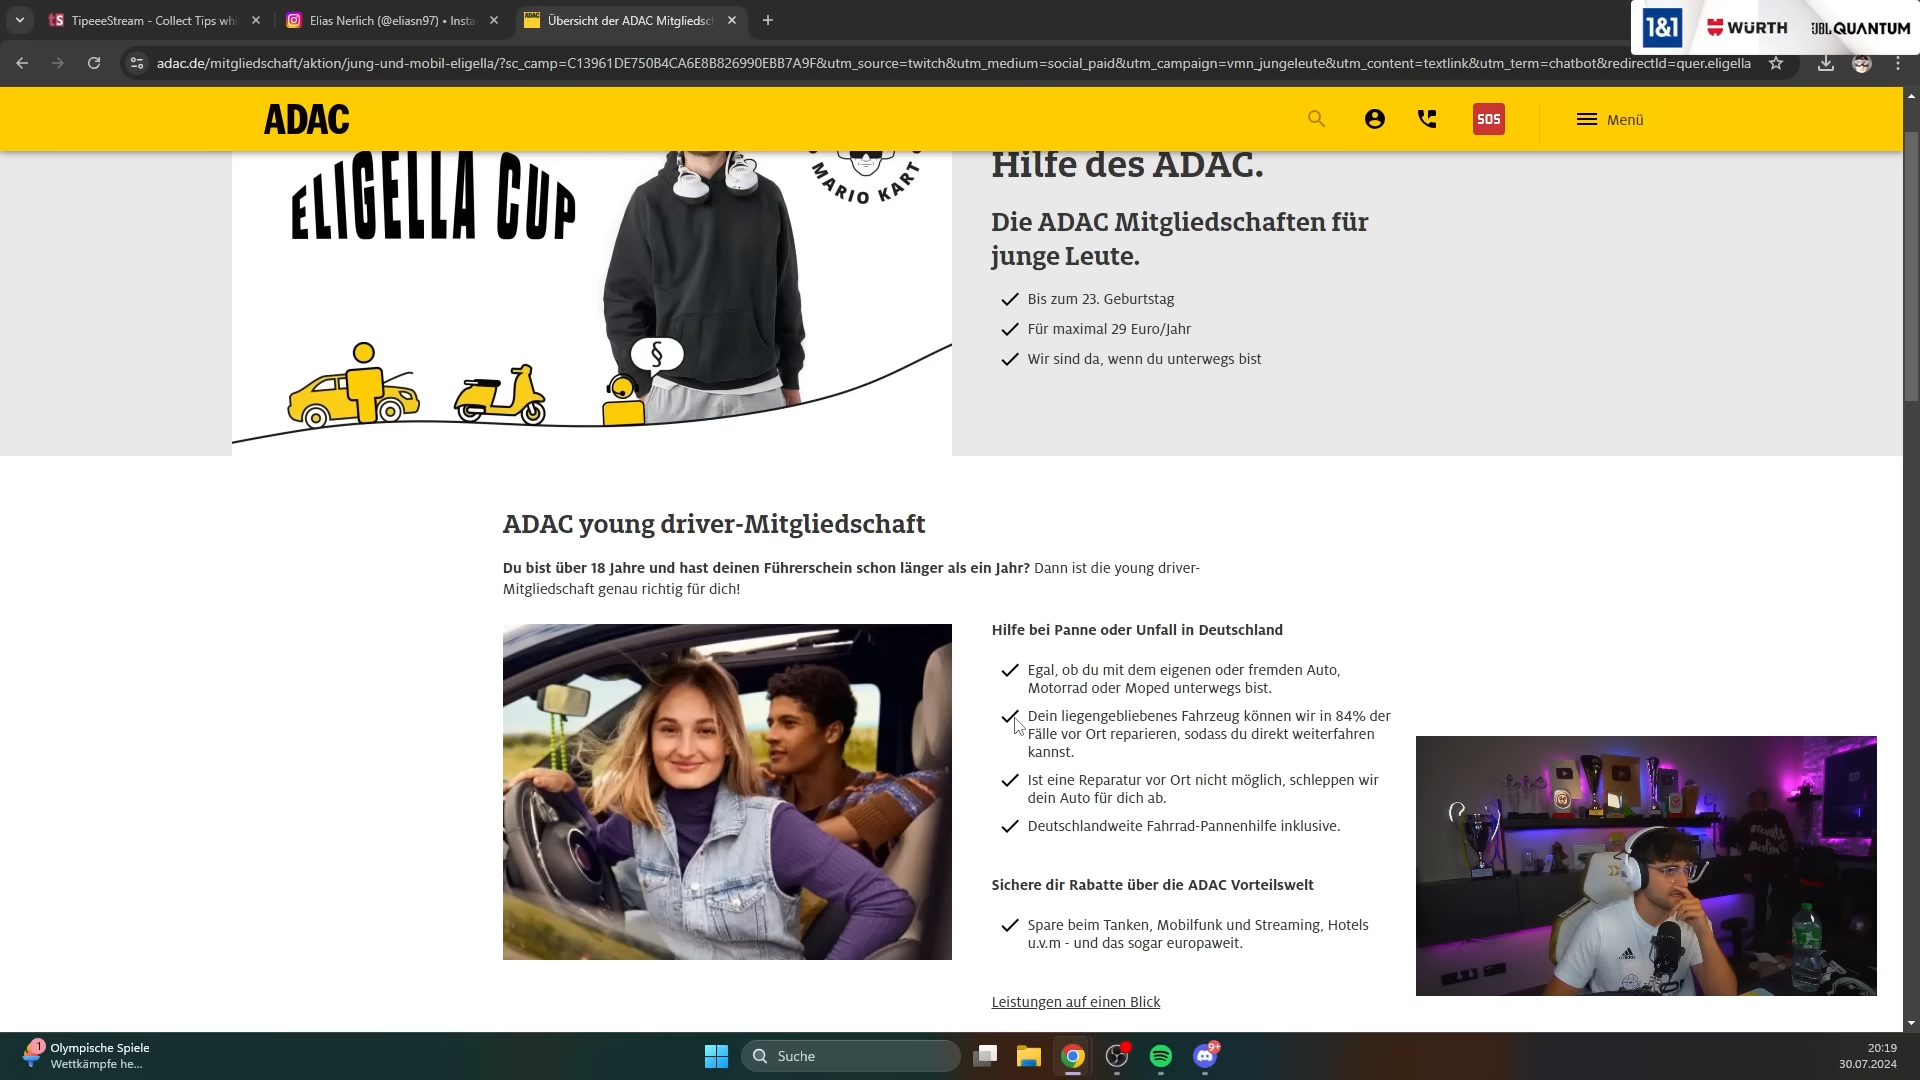 TipeeeStream - Collect Tips whi
Elias Nerlich (@eliasn97) • Insta
ADAC
Übersicht der ADAC Mitgliedsc
1&1
WÜRTH
JBL QUANTUM
adac.de/mitgliedschaft/aktion/jung-und-mobil-eligella/?sc_camp=C13961DE750B4CA6E8B826990EBB7A9F&utm_source=twitch&utm_medium=social_paid&utm_campaign=vmn_jungeleute&utm_content=textlink&utm_term=chatbot&redirectId=quer.eligella
ADAC
SOS
Menü
ELIGELLA CUP
MARIO KART
§
Hilfe des ADAC.
Die ADAC Mitgliedschaften für
junge Leute.
Bis zum 23. Geburtstag
Für maximal 29 Euro/Jahr
Wir sind da, wenn du unterwegs bist
ADAC young driver-Mitgliedschaft
Du bist über 18 Jahre und hast deinen Führerschein schon länger als ein Jahr? Dann ist die young driver-
Mitgliedschaft genau richtig für dich!
Hilfe bei Panne oder Unfall in Deutschland
Egal, ob du mit dem eigenen oder fremden Auto,
Motorrad oder Moped unterwegs bist.
Dein liegengebliebenes Fahrzeug können wir in 84% der
Fälle vor Ort reparieren, sodass du direkt weiterfahren
kannst.
Ist eine Reparatur vor Ort nicht möglich, schleppen wir
dein Auto für dich ab.
Deutschlandweite Fahrrad-Pannenhilfe inklusive.
Sichere dir Rabatte über die ADAC Vorteilswelt
Spare beim Tanken, Mobilfunk und Streaming, Hotels
u.v.m - und das sogar europaweit.
Leistungen auf einen Blick
1
Olympische Spiele
Wettkämpfe he...
Suche
9+
20:19
30.07.2024